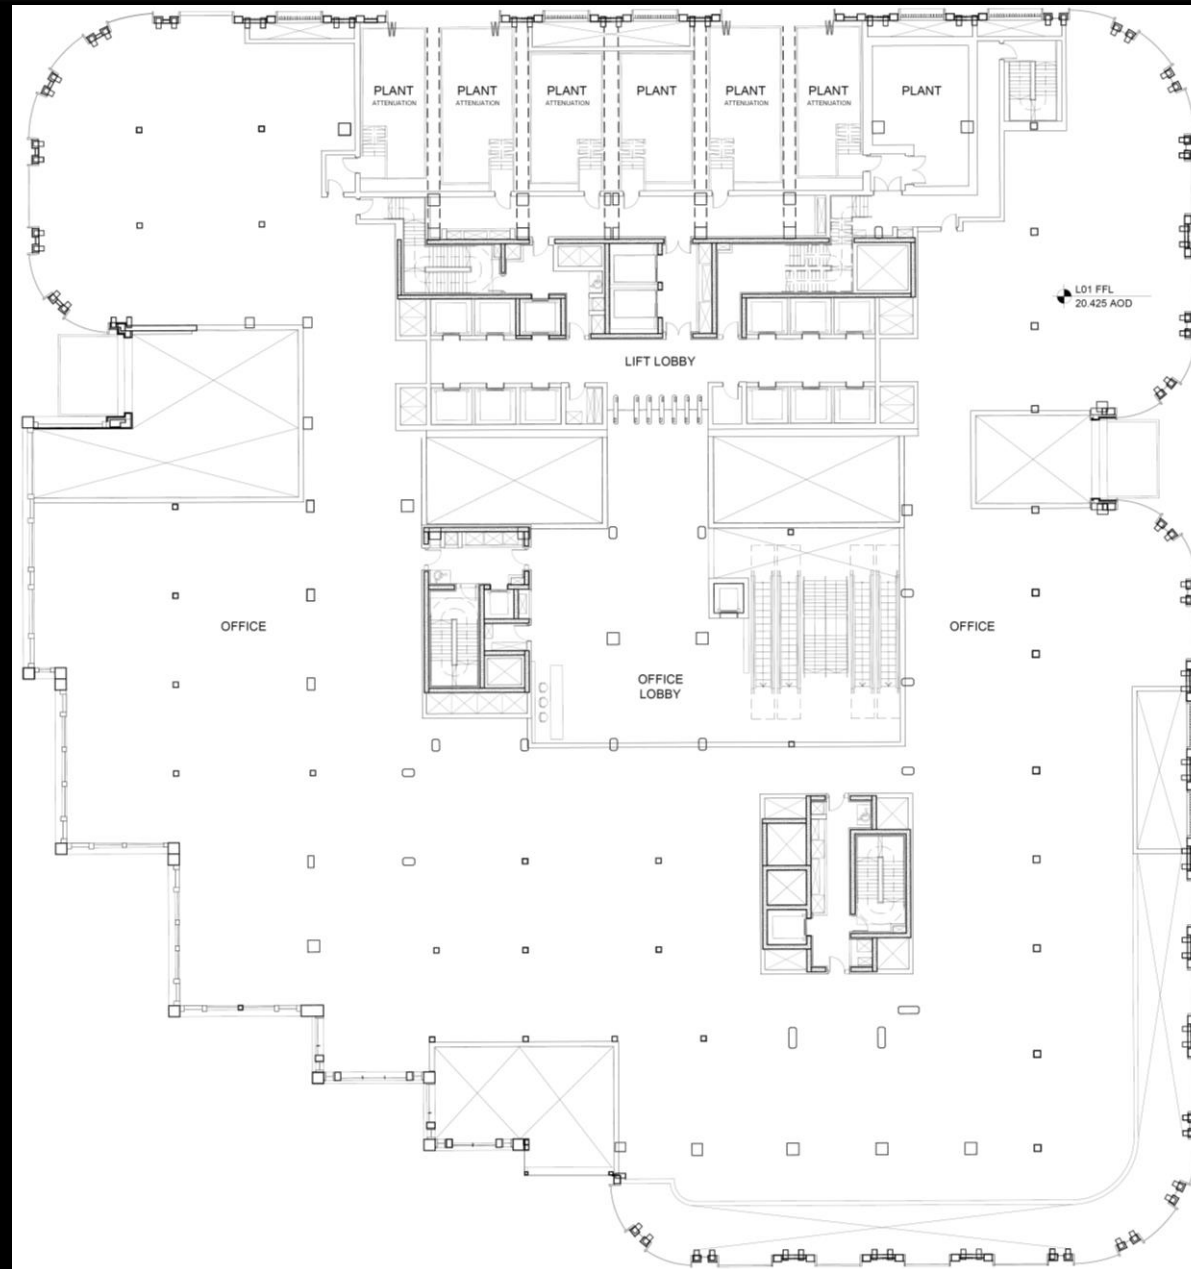 PLANT
ATTENUATION
PLANT
ATTENUATION
PLANT
ATTENUATION
PLANT
PLANT
ATTENUATION
PLANT
ATTENUATION
PLANT
L01 FFL
20.425 AOD
LIFT LOBBY
OFFICE
OFFICE
OFFICE
LOBBY